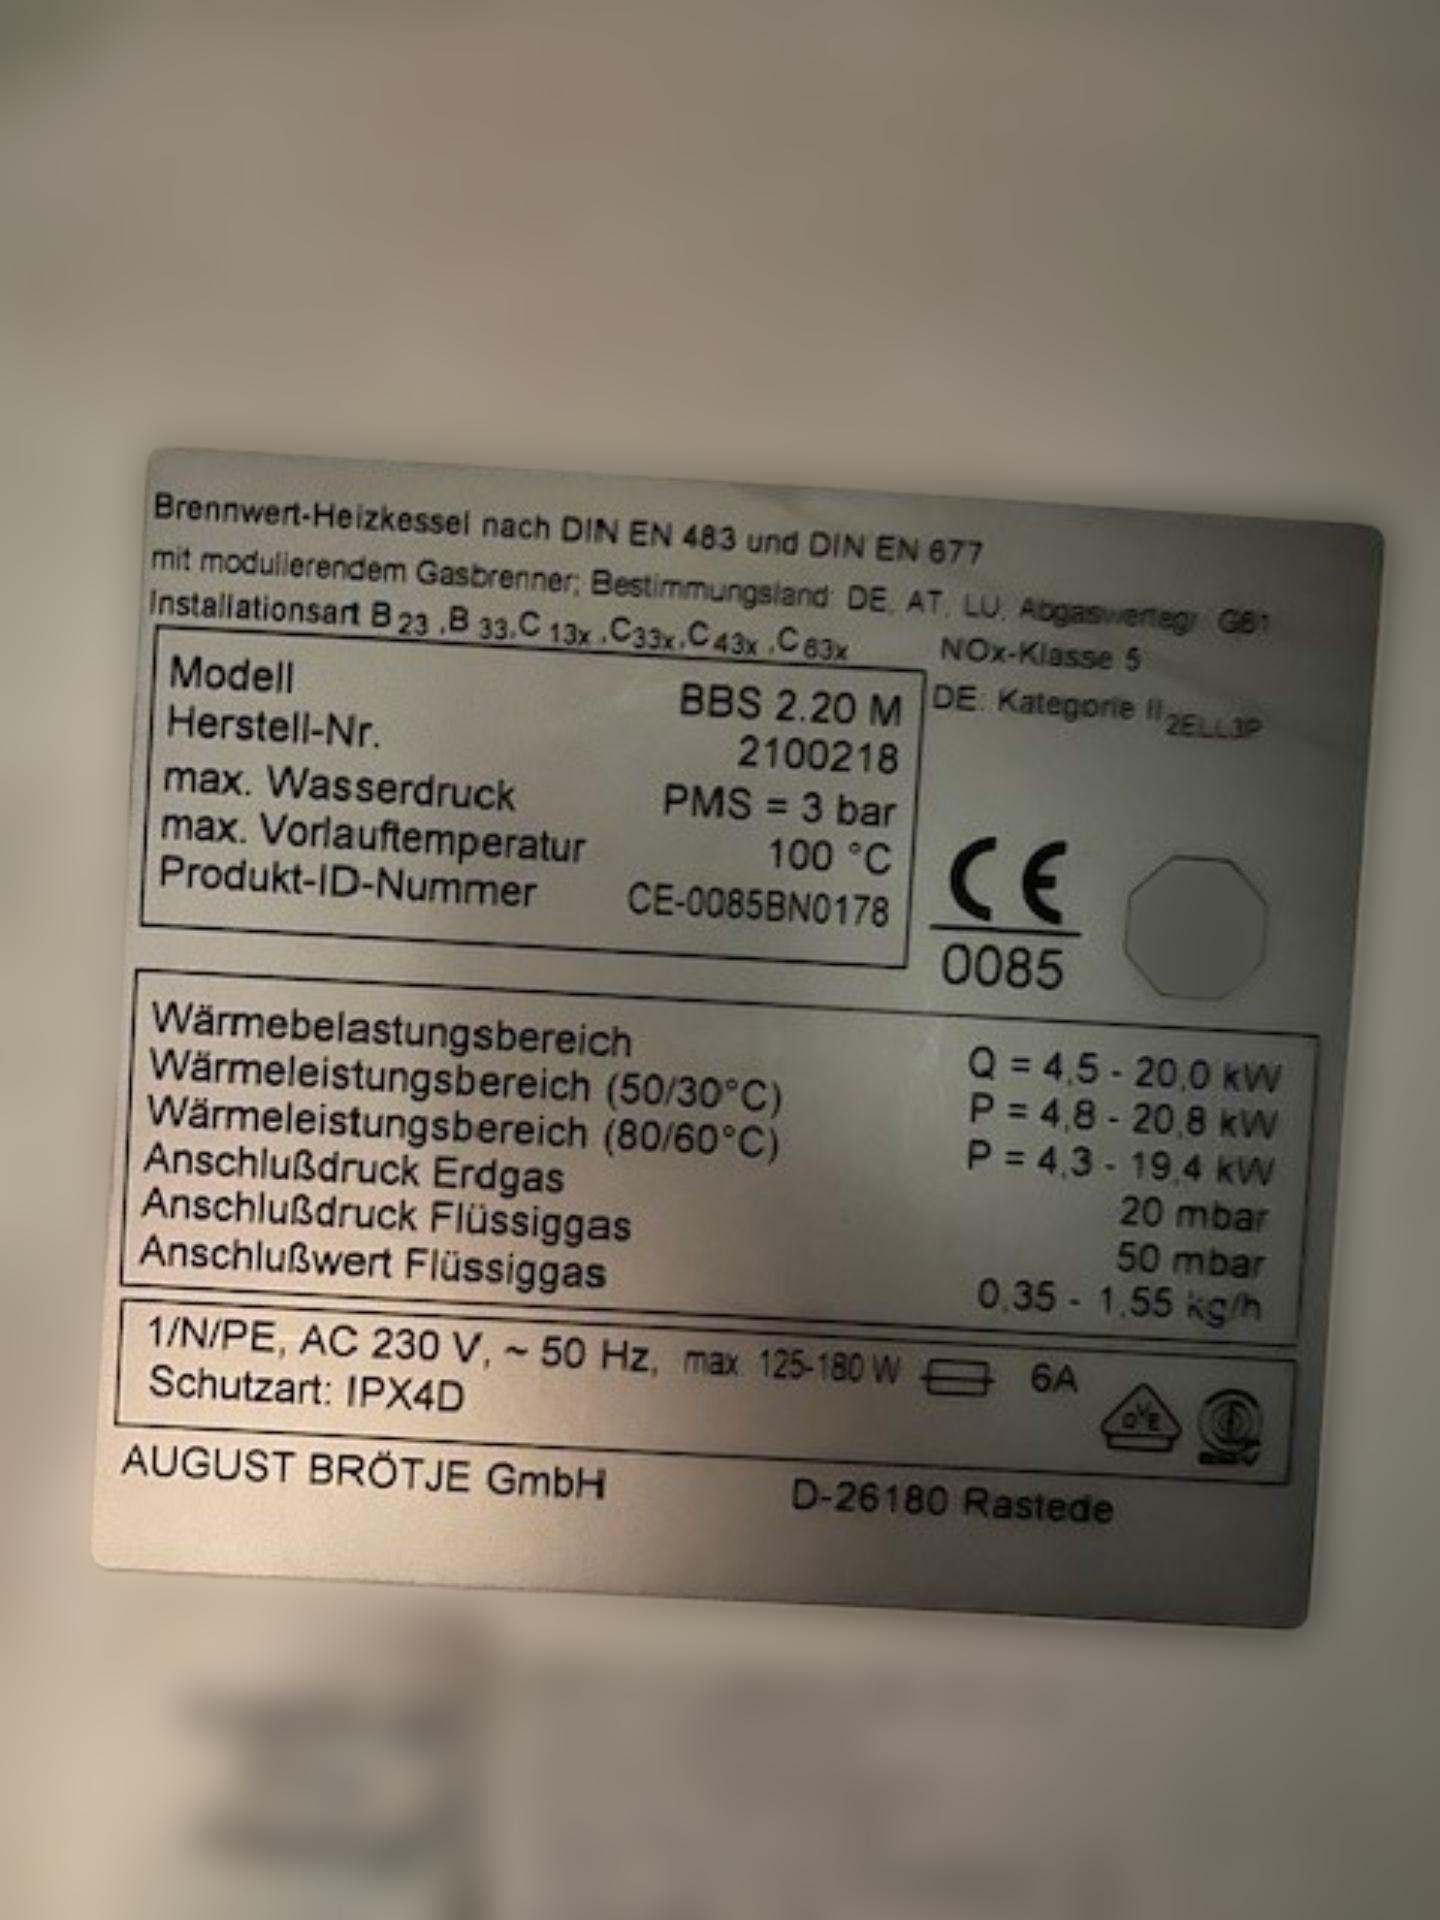 Brennwert-Heizkessel nach DIN EN 483 und DIN EN 677
mit modulierendem Gasbrenner; Bestimmungsland: DE, AT, LU; Abgaswertegr. G61
Installationsart B23,B33,C13x,C33x,C43x,C63x NOx-Klasse 5
DE: Kategorie II2ELL3P
Modell BBS 2.20 M
Herstell-Nr. 2100218
max. Wasserdruck PMS = 3 bar
max. Vorlauftemperatur 100 °C
Produkt-ID-Nummer CE-0085BN0178
CE
0085
Wärmebelastungsbereich Q = 4,5 - 20,0 kW
Wärmeleistungsbereich (50/30°C) P = 4,8 - 20,8 kW
Wärmeleistungsbereich (80/60°C) P = 4,3 - 19,4 kW
Anschlußdruck Erdgas 20 mbar
Anschlußdruck Flüssiggas 50 mbar
Anschlußwert Flüssiggas 0,35 - 1,55 kg/h
1/N/PE, AC 230 V, ~ 50 Hz, max. 125-180 W 6A
Schutzart: IPX4D
OVE
AUGUST BRÖTJE GmbH D-26180 Rastede